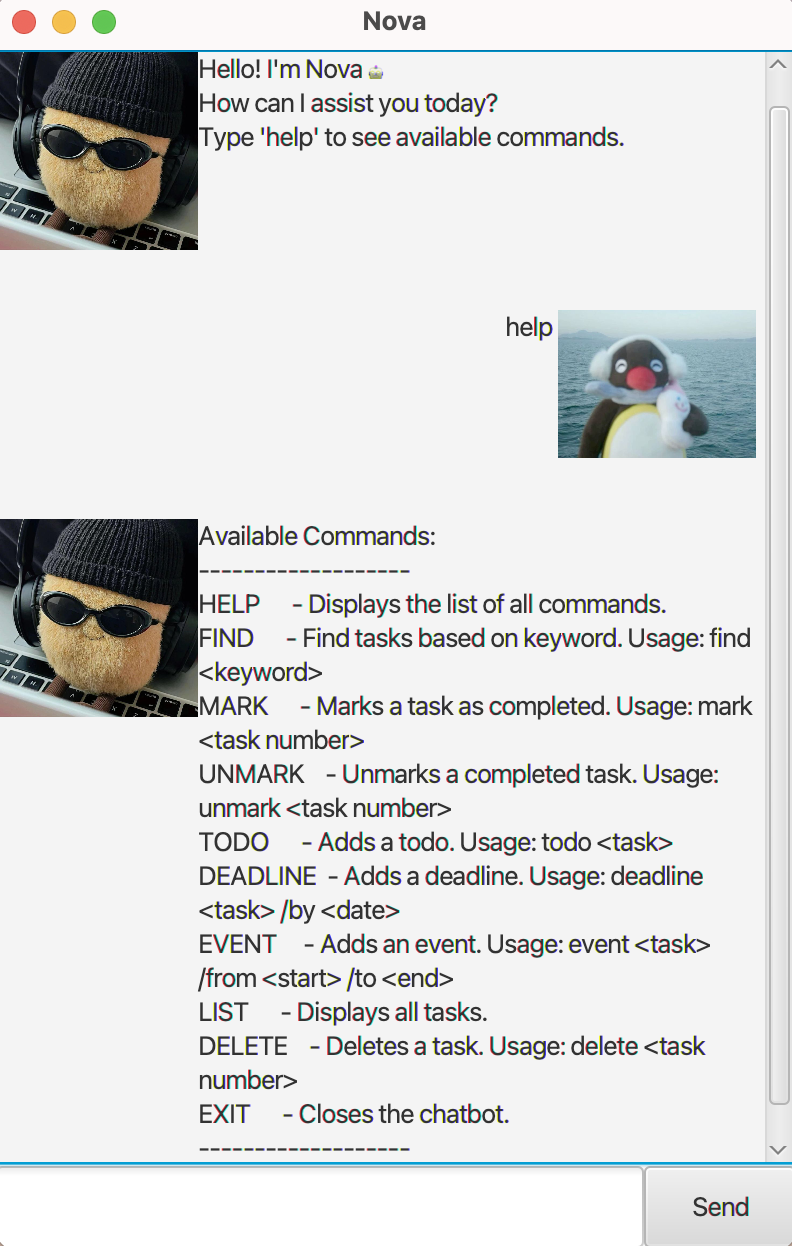 Nova
Hello! I'm Nova 🤖
How can I assist you today?
Type 'help' to see available commands.
help
Available Commands:
-------------------
HELP     - Displays the list of all commands.
FIND     - Find tasks based on keyword. Usage: find
<keyword>
MARK     - Marks a task as completed. Usage: mark
<task number>
UNMARK   - Unmarks a completed task. Usage:
unmark <task number>
TODO     - Adds a todo. Usage: todo <task>
DEADLINE - Adds a deadline. Usage: deadline
<task> /by <date>
EVENT    - Adds an event. Usage: event <task>
/from <start> /to <end>
LIST     - Displays all tasks.
DELETE   - Deletes a task. Usage: delete <task
number>
EXIT     - Closes the chatbot.
-------------------
Send